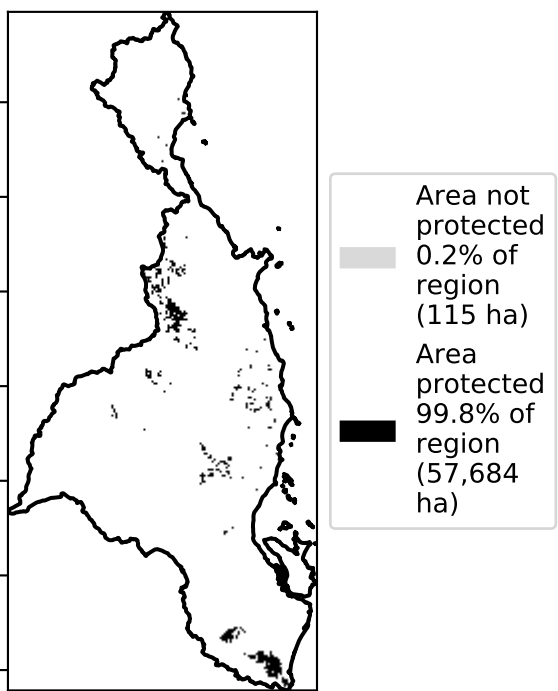 Area not
protected
0.2% of
region
(115 ha)
Area
protected
99.8% of
region
(57,684
ha)